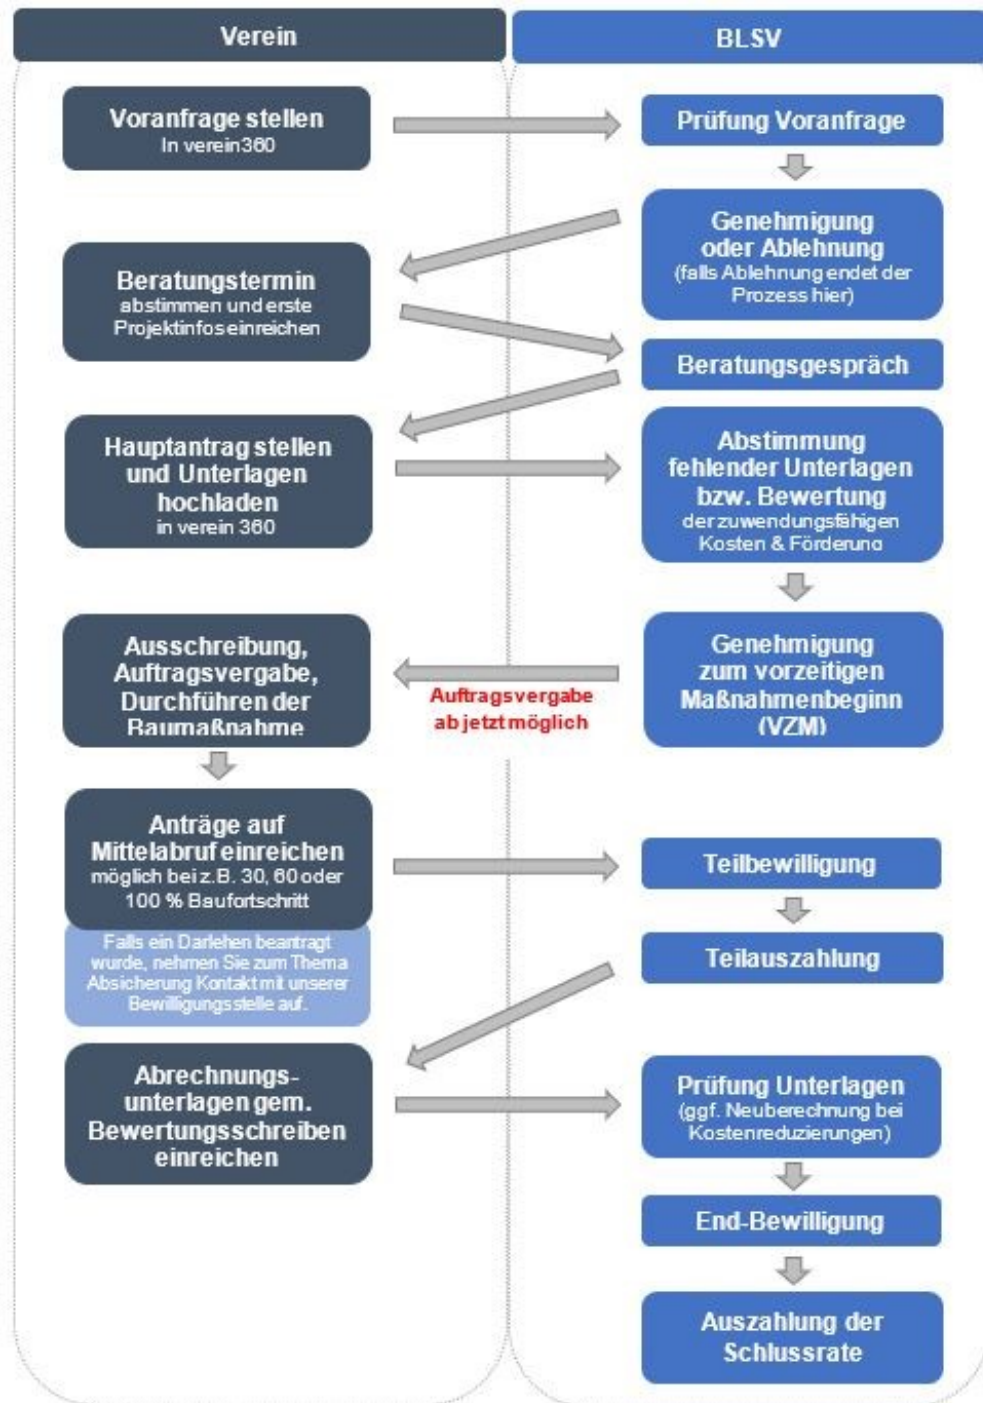 Verein
BLSV
Voranfrage stellen
In verein360
Prüfung Voranfrage
Genehmigung
oder Ablehnung
(falls Ablehnung endet der
Prozess hier)
Beratungstermin
abstimmen und erste
Projektinfos einreichen
Beratungsgespräch
Hauptantrag stellen
und Unterlagen
hochladen
in verein 360
Abstimmung
fehlender Unterlagen
bzw. Bewertung
der zuwendungsfähigen
Kosten & Förderung
Genehmigung
zum vorzeitigen
Maßnahmenbeginn
(VZM)
Auftragsvergabe
ab jetzt möglich
Ausschreibung,
Auftragsvergabe,
Durchführen der
Baumaßnahme
Anträge auf
Mittelabruf einreichen
möglich bei z.B. 30, 60 oder
100 % Baufortschritt
Falls ein Darlehen beantragt
wurde, nehmen Sie zum Thema
Absicherung Kontakt mit unserer
Bewilligungsstelle auf.
Teilbewilligung
Teilauszahlung
Abrechnungs-
unterlagen gem.
Bewertungsschreiben
einreichen
Prüfung Unterlagen
(ggf. Neuberechnung bei
Kostenreduzierungen)
End-Bewilligung
Auszahlung der
Schlussrate